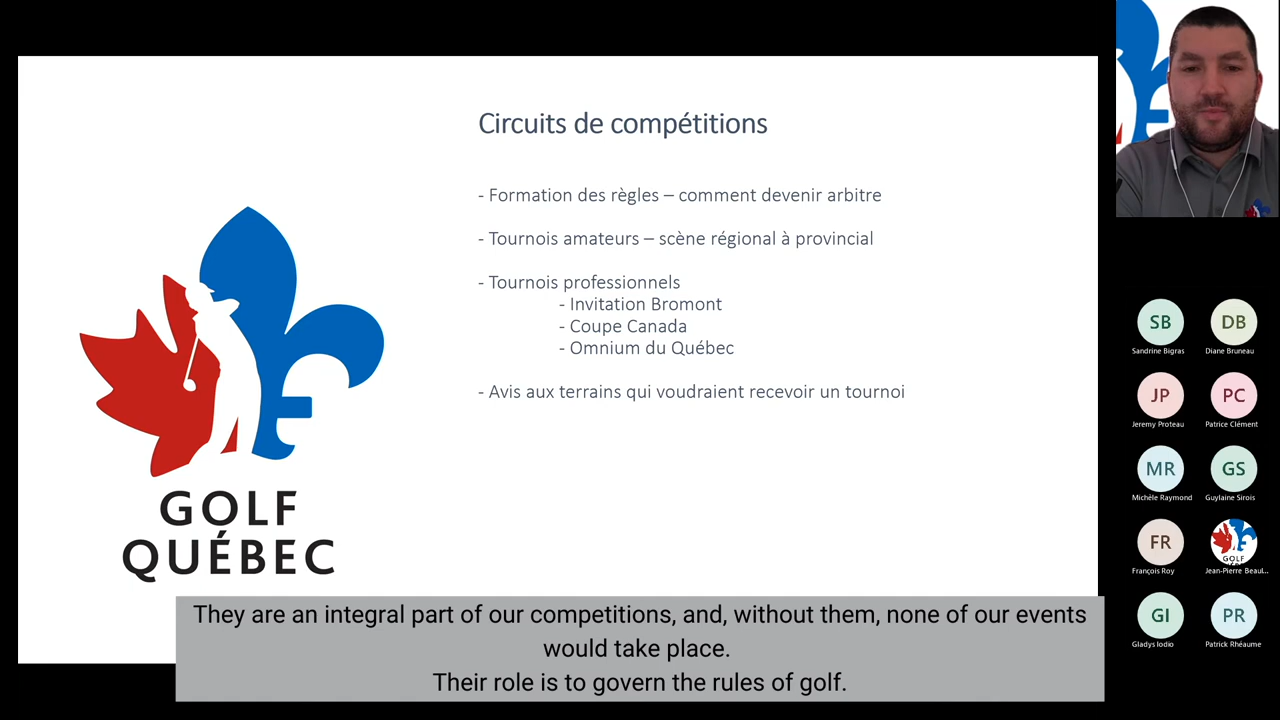 Circuits de compétitions
- Formation des règles – comment devenir arbitre
- Tournois amateurs – scène régional à provincial
- Tournois professionnels
- Invitation Bromont
- Coupe Canada
- Omnium du Québec
- Avis aux terrains qui voudraient recevoir un tournoi
GOLF
QUÉBEC
They are an integral part of our competitions, and, without them, none of our events
would take place.
Their role is to govern the rules of golf.
SB DB
Sandrine Bigras Diane Bruneau
JP PC
Jeremy Proteau Patrice Clément
MR GS
Michèle Raymond Guylaine Sirois
FR GOLF
François Roy Jean-Pierre Beaul...
GI PR
Gladys Iodio Patrick Rhéaume